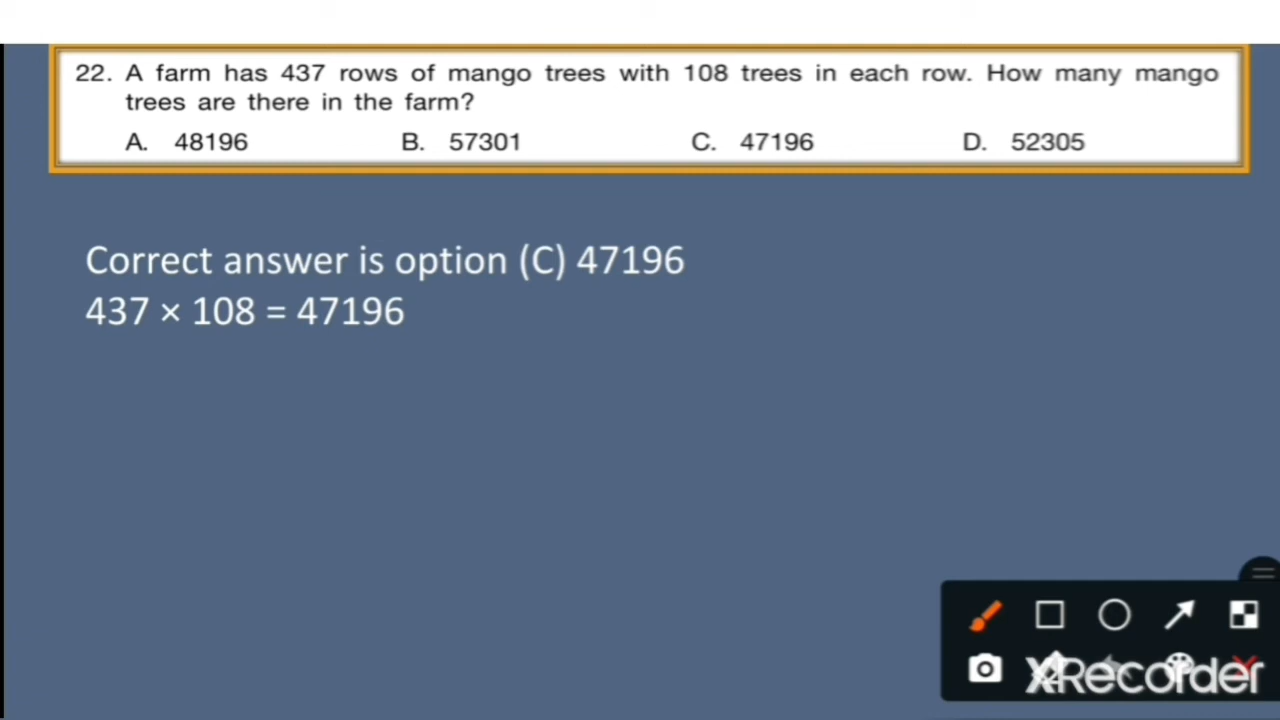 22. A farm has 437 rows of mango trees with 108 trees in each row. How many mango
trees are there in the farm?
A. 48196 B. 57301 C. 47196 D. 52305
Correct answer is option (C) 47196
437 × 108 = 47196
XRecorder